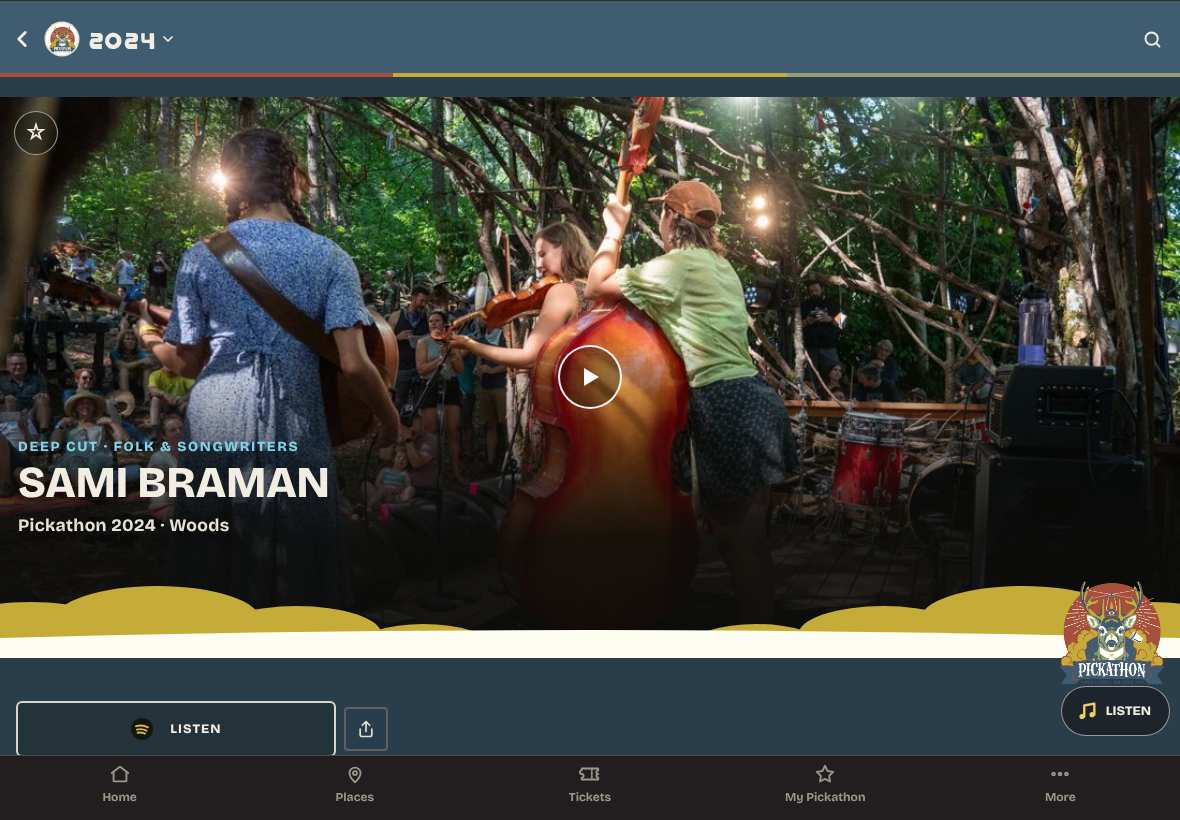 2024
DEEP CUT · FOLK & SONGWRITERS
SAMI BRAMAN
Pickathon 2024 · Woods
PICKATHON
LISTEN
LISTEN
Home
Places
Tickets
My Pickathon
More